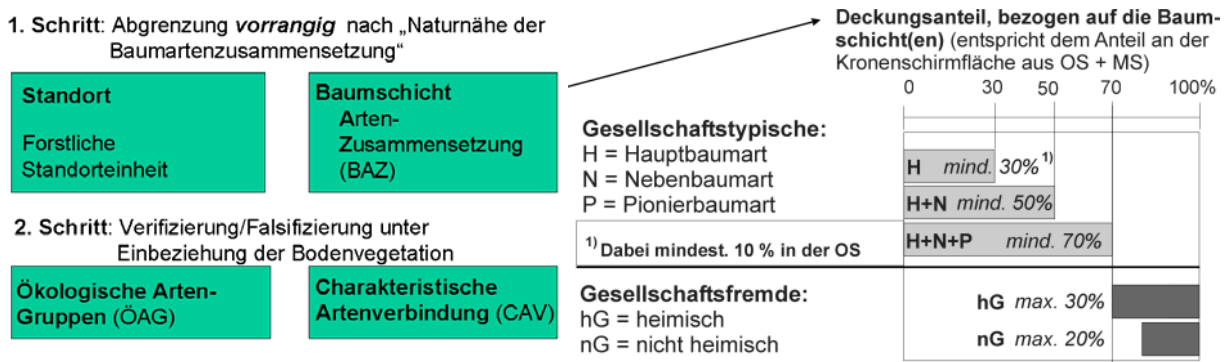 1. Schritt: Abgrenzung vorrangig nach „Naturnähe der
Baumartenzusammensetzung“
Standort
Forstliche
Standorteinheit
Baumschicht
Arten-
Zusammensetzung
(BAZ)
2. Schritt: Verifizierung/Falsifizierung unter
Einbeziehung der Bodenvegetation
Ökologische Arten-
Gruppen (ÖAG)
Charakteristische
Artenverbindung (CAV)
Deckungsanteil, bezogen auf die Baum-
schicht(en) (entspricht dem Anteil an der
Kronenschirmfläche aus OS + MS)
0 30 50 70 100%
Gesellschaftstypische:
H = Hauptbaumart
N = Nebenbaumart
P = Pionierbaumart
1) Dabei mindest. 10 % in der OS
H mind. 30% 1)
H+N mind. 50%
H+N+P mind. 70%
Gesellschaftsfremde:
hG = heimisch
nG = nicht heimisch
hG max. 30%
nG max. 20%